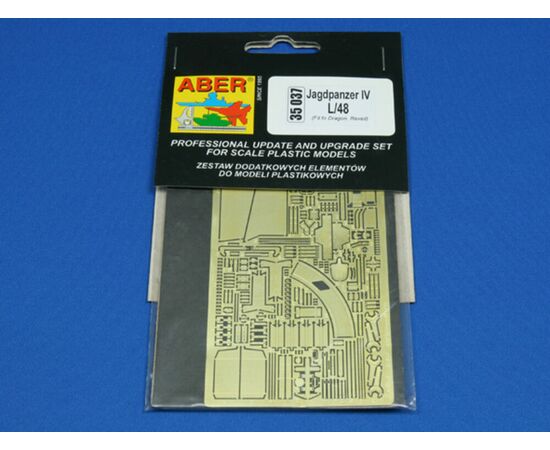 ABER
SINCE 1995
35 037
Jagdpanzer IV
L/48
(Fit to Dragon, Revell)
PROFESSIONAL UPDATE AND UPGRADE SET
FOR SCALE PLASTIC MODELS
ZESTAW DODATKOWYCH ELEMENTÓW
DO MODELI PLASTIKOWYCH